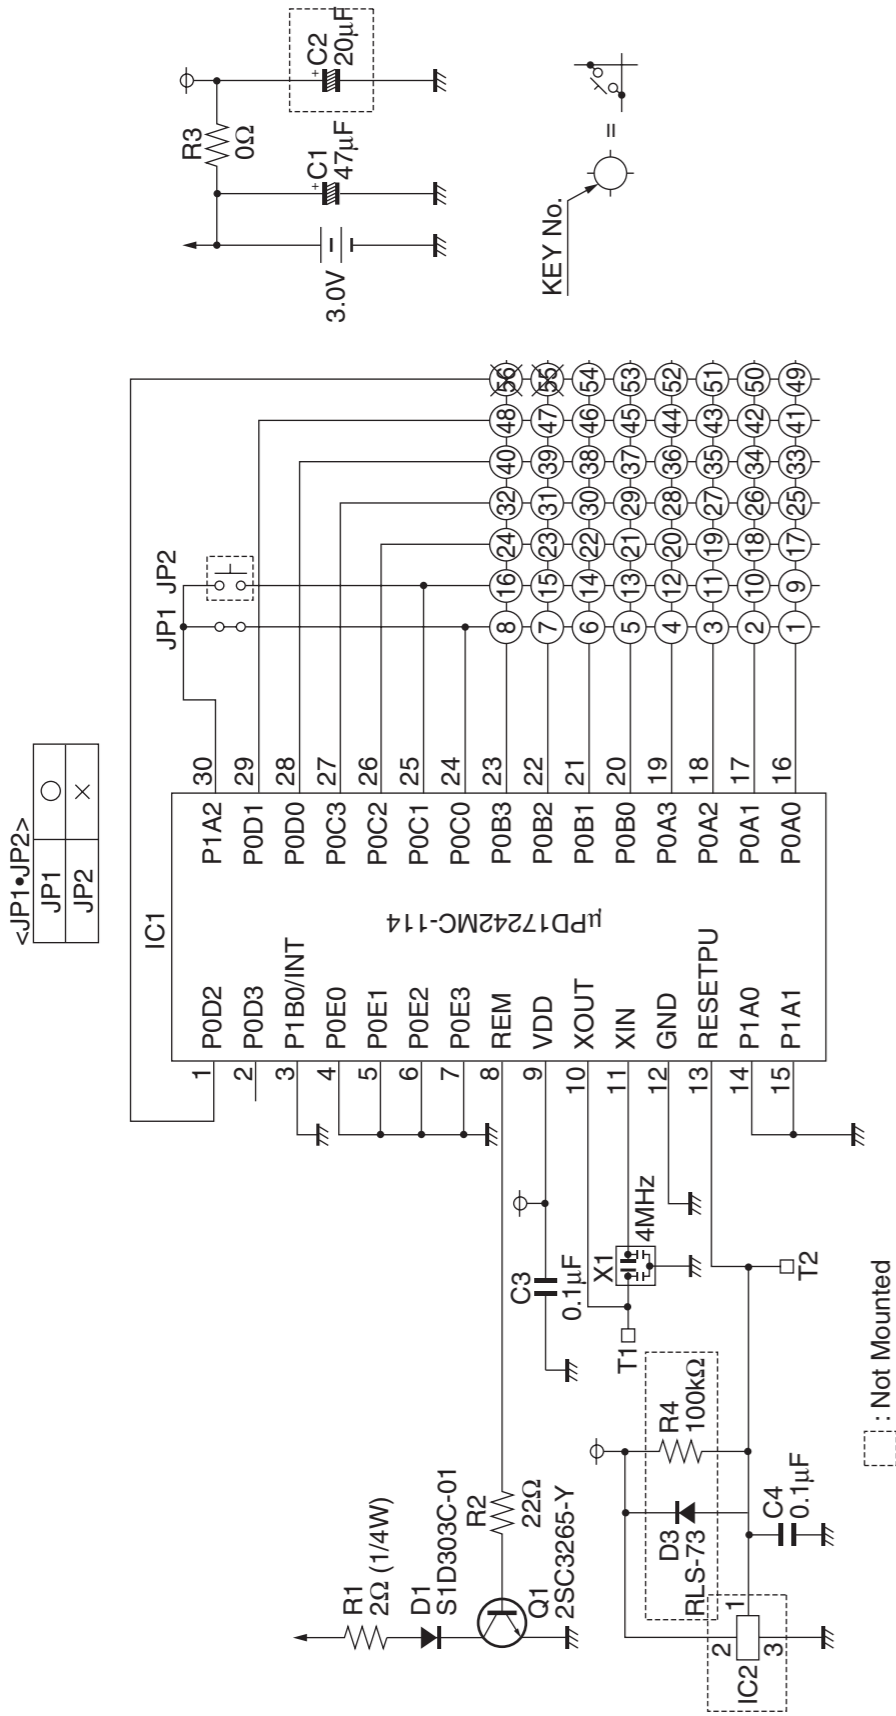 <JP1•JP2>
JP1 ○
JP2 ×
R3
0Ω
+
C2
20µF
+
C1
47µF
3.0V
KEY No.
=
JP1
JP2
IC1
µPD17242MC-114
1 P0D2
2 P0D3
3 P1B0/INT
4 P0E0
5 P0E1
6 P0E2
7 P0E3
8 REM
9 VDD
10 XOUT
11 XIN
12 GND
13 RESETPU
14 P1A0
15 P1A1
P1A2 30
P0D1 29
P0D0 28
P0C3 27
P0C2 26
P0C1 25
P0C0 24
P0B3 23
P0B2 22
P0B1 21
P0B0 20
P0A3 19
P0A2 18
P0A1 17
P0A0 16
8 16 24 32 40 48 56
7 15 23 31 39 47 55
6 14 22 30 38 46 54
5 13 21 29 37 45 53
4 12 20 28 36 44 52
3 11 19 27 35 43 51
2 10 18 26 34 42 50
1 9 17 25 33 41 49
R1
2Ω (1/4W)
D1
S1D303C-01
R2
22Ω
Q1
2SC3265-Y
C3
0.1µF
X1
4MHz
T1
R4
100kΩ
D3
RLS-73
T2
C4
0.1µF
IC2
1
2
3
: Not Mounted